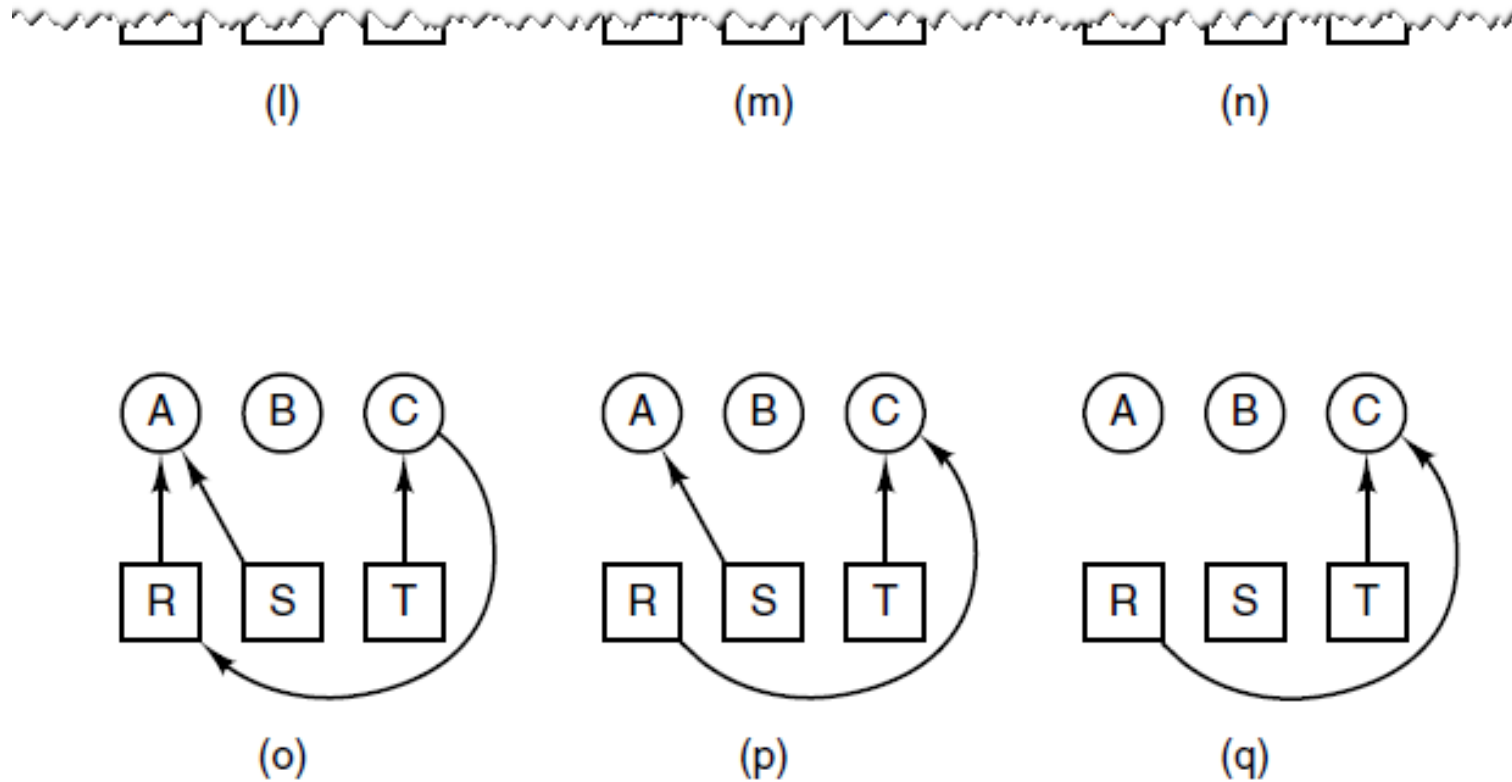 (l) (m) (n)
A B C A B C A B C
R S T R S T R S T
(o) (p) (q)